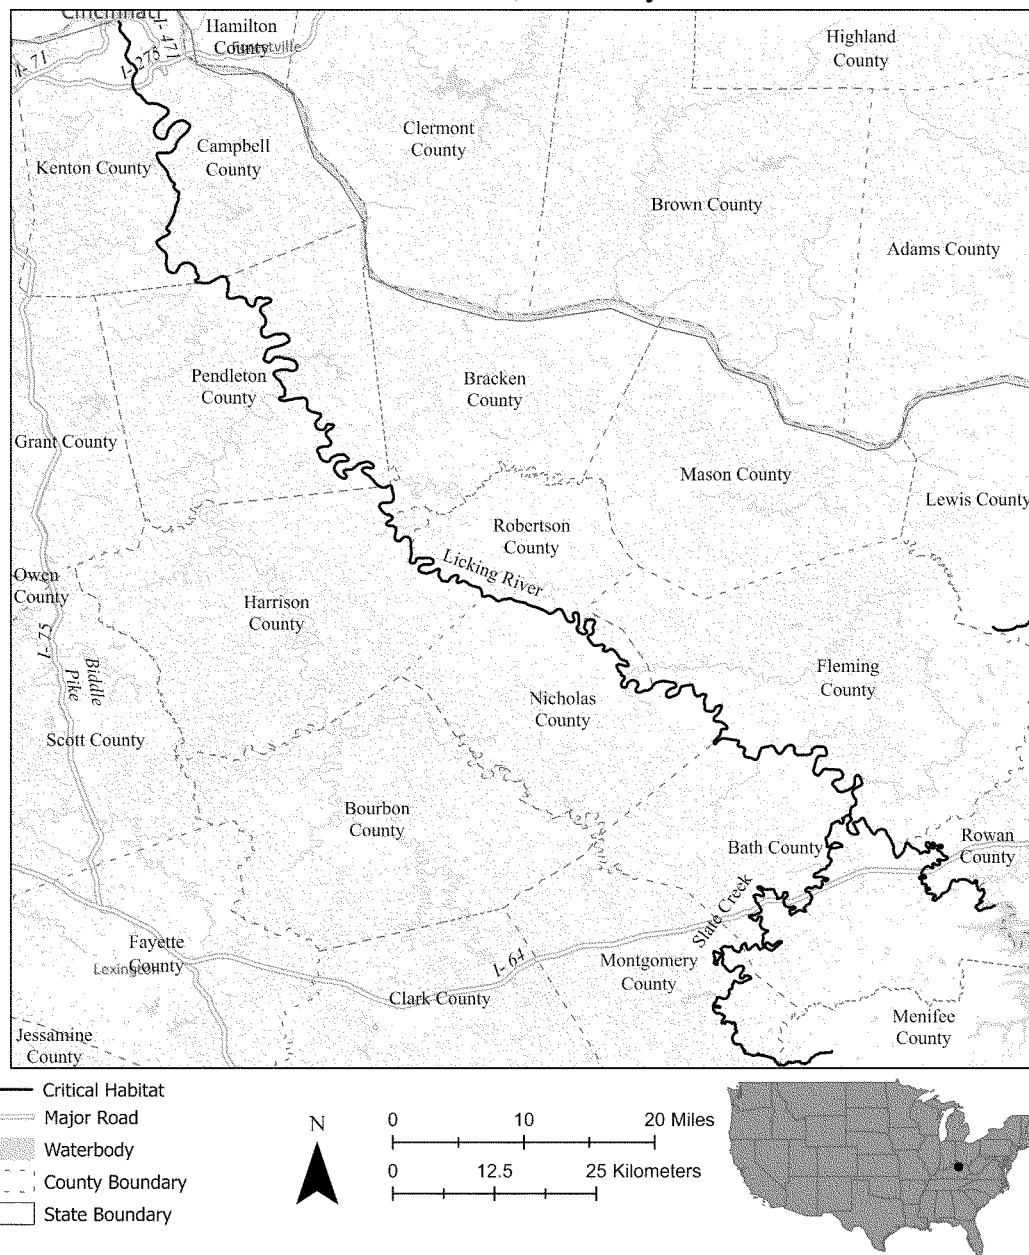 Cincinnati
I-471
Hamilton
County
Forestville
I-275
I-71
Highland
County
Clermont
County
Campbell
County
Kenton County
Brown County
Adams County
Pendleton
County
Bracken
County
Grant County
Mason County
Lewis County
Robertson
County
Licking River
Owen
County
Harrison
County
I-75
Biddle
Pike
Fleming
County
Nicholas
County
Scott County
Bourbon
County
Bath County
Rowan
County
Slate Creek
Fayette
County
Lexington
I-64
Montgomery
County
Clark County
Menifee
County
Jessamine
County
Critical Habitat
Major Road
Waterbody
County Boundary
State Boundary
N
0 10 20 Miles
0 12.5 25 Kilometers